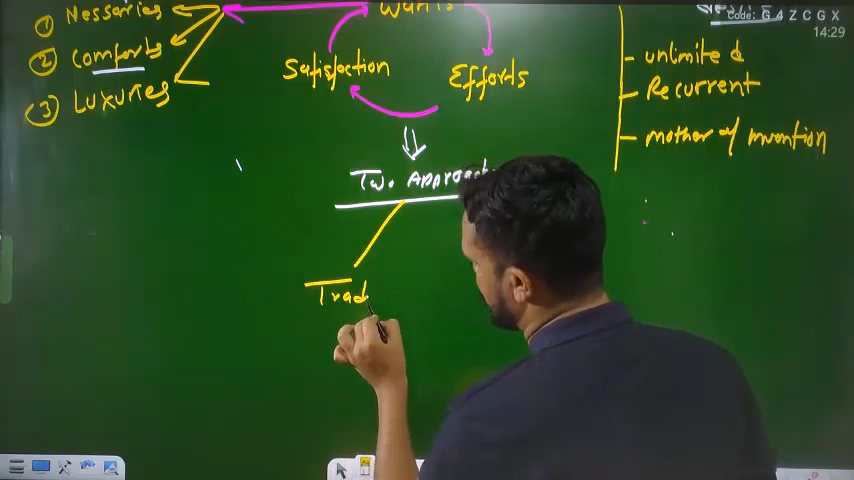 ① Nessaries
② Comforts
③ Luxuries
Wants
Satisfaction
Efforts
Two Approach
Trad
Code: G 4 Z C G X
14:29
- unlimited
- Recurrent
- mother of invention